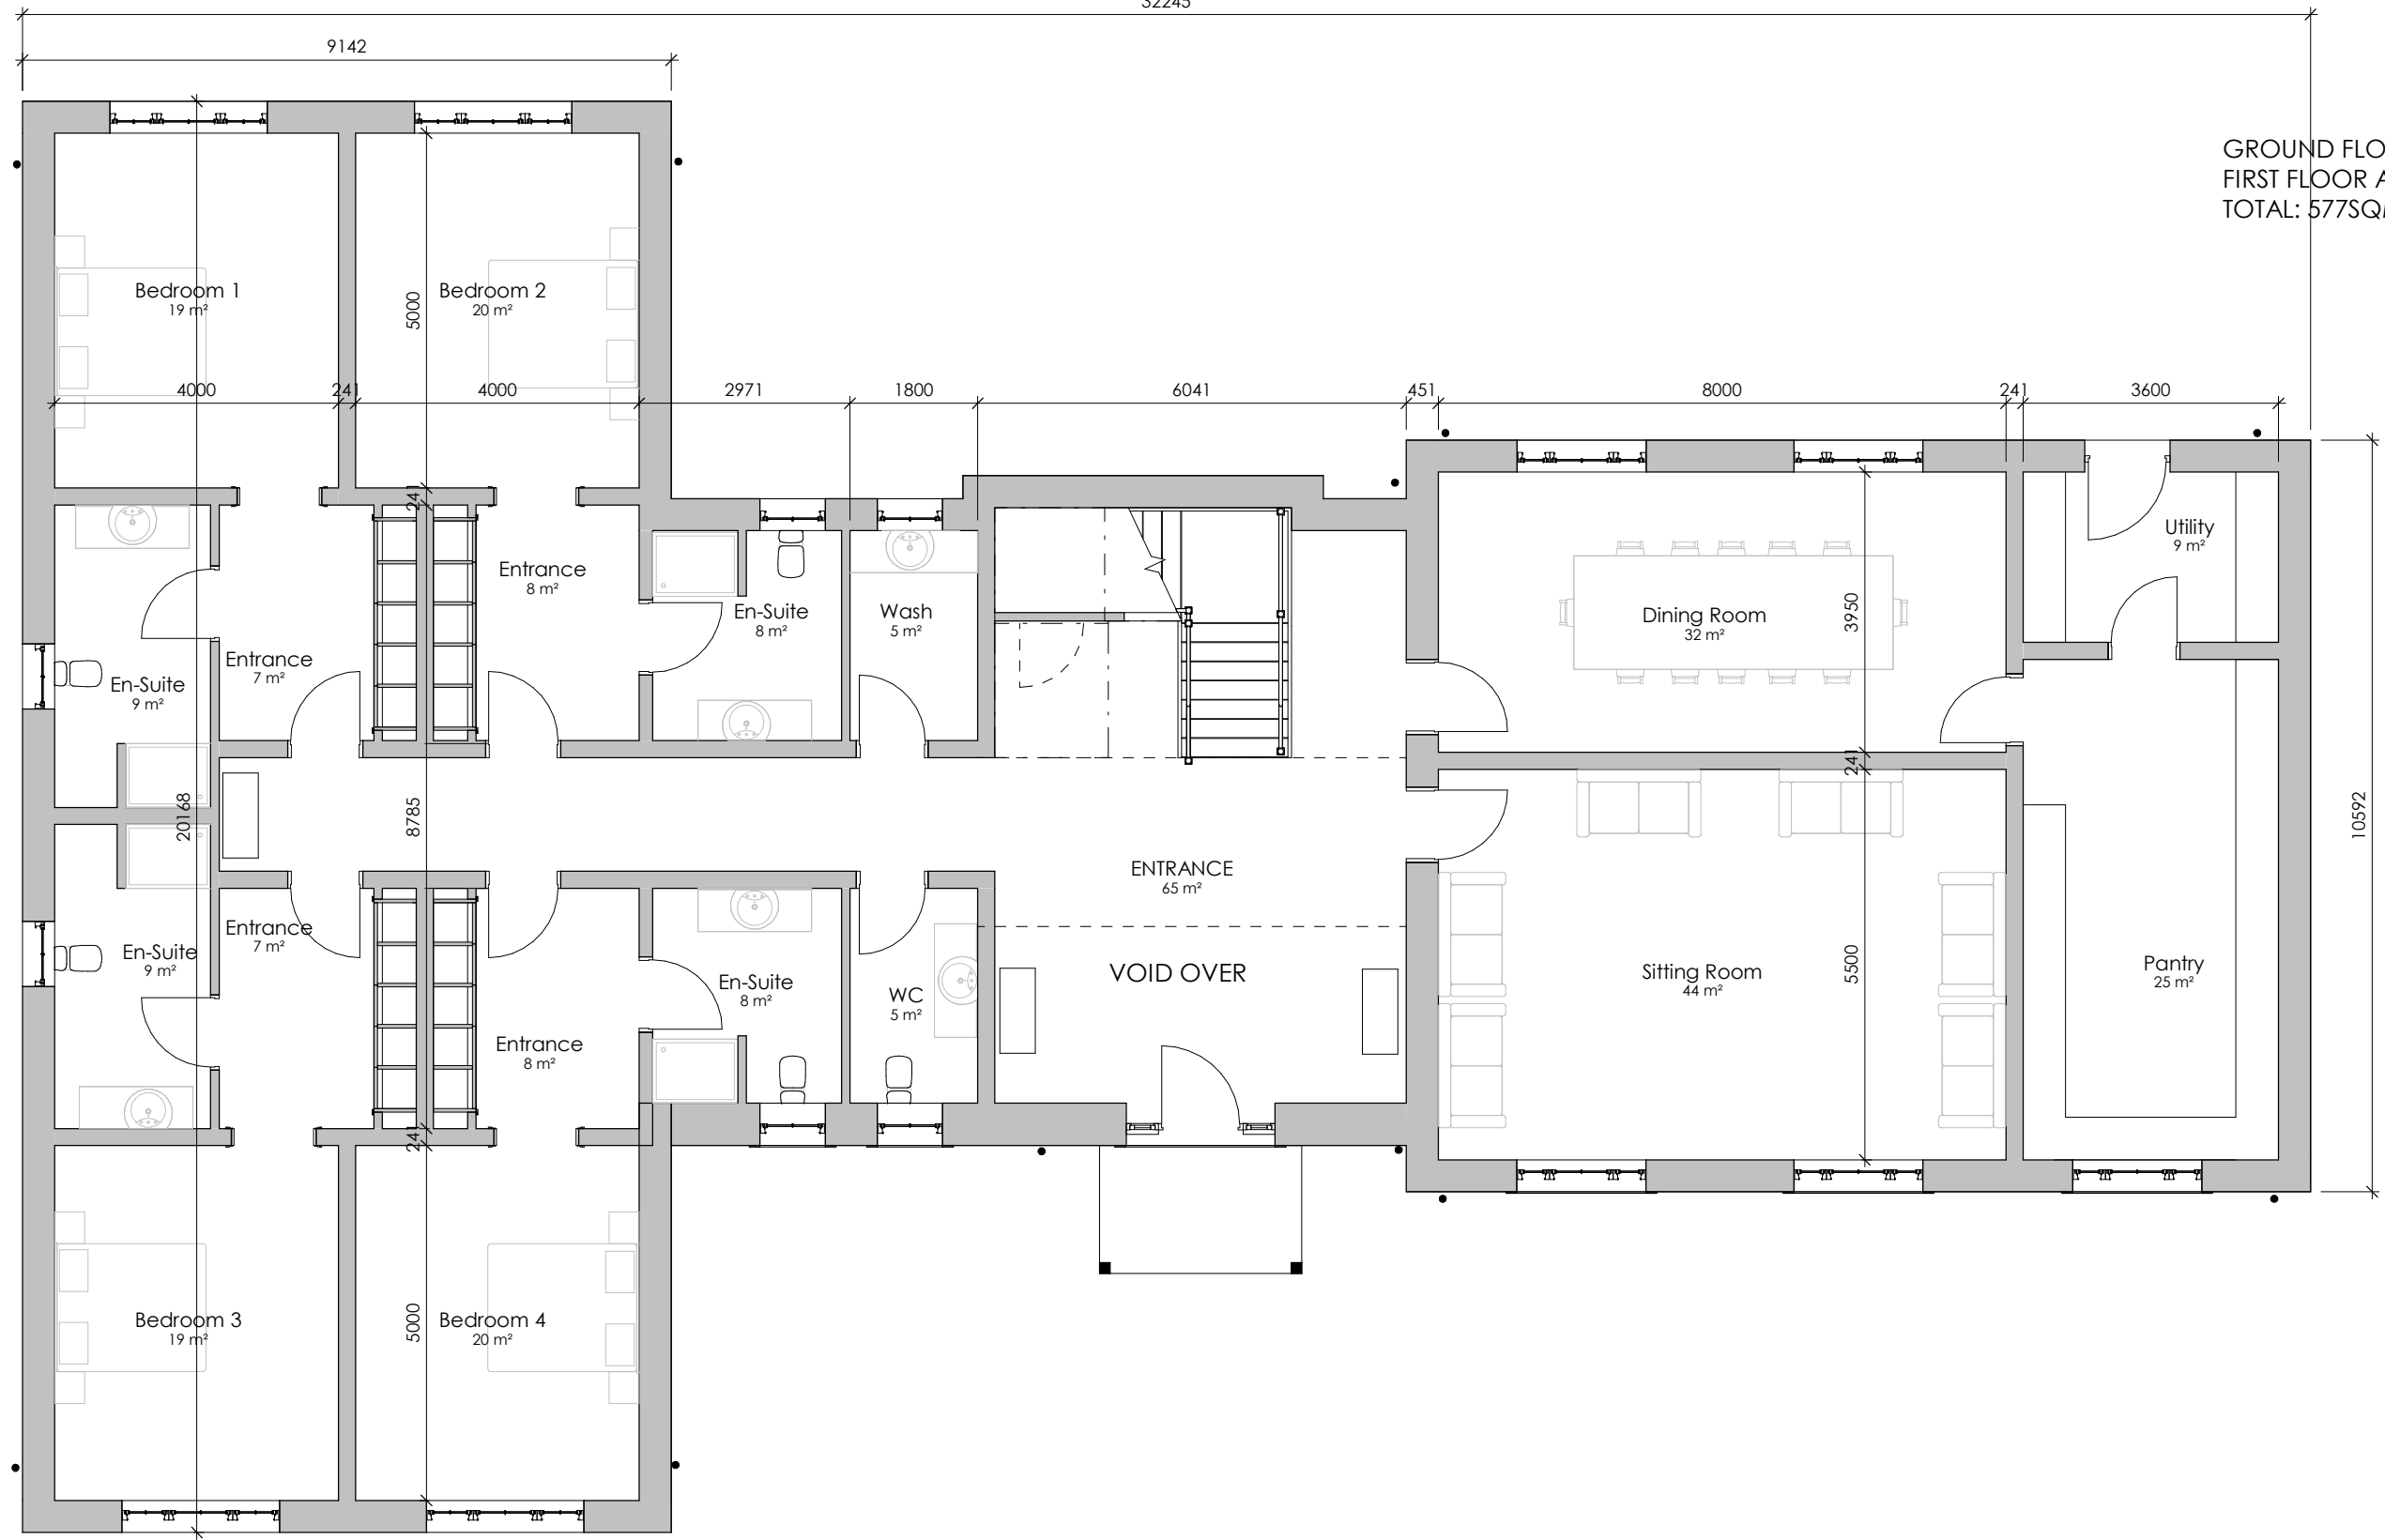 32245
9142
GROUND FLO
FIRST FLOOR A
TOTAL: 577SQ
Bedroom 1
19 m²
Bedroom 2
20 m²
5000
4000
241
4000
2971
1800
6041
451
8000
241
3600
241
Utility
9 m²
Entrance
8 m²
En-Suite
8 m²
Wash
5 m²
Dining Room
32 m²
3950
Entrance
7 m²
En-Suite
9 m²
241
20168
8785
10592
ENTRANCE
65 m²
Entrance
7 m²
En-Suite
9 m²
En-Suite
8 m²
WC
5 m²
VOID OVER
Sitting Room
44 m²
5500
Pantry
25 m²
Entrance
8 m²
241
Bedroom 3
19 m²
5000
Bedroom 4
20 m²